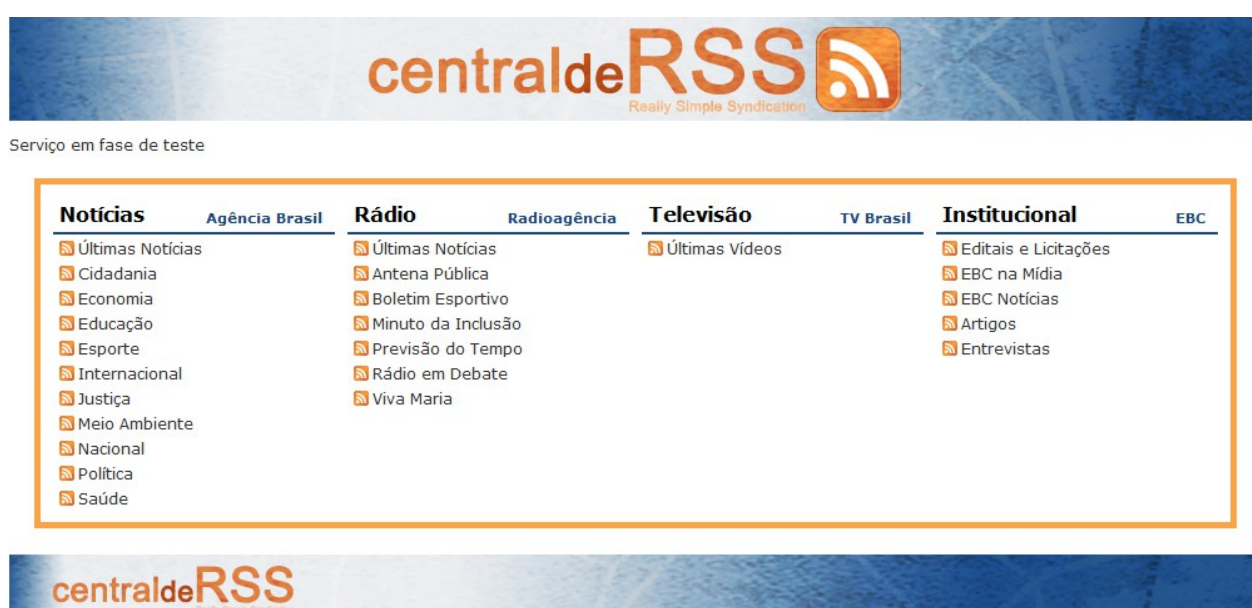 centraldeRSS
Really Simple Syndication
Serviço em fase de teste
Notícias Agência Brasil
Últimas Notícias
Cidadania
Economia
Educação
Esporte
Internacional
Justiça
Meio Ambiente
Nacional
Política
Saúde
Rádio Radioagência
Últimas Notícias
Antena Pública
Boletim Esportivo
Minuto da Inclusão
Previsão do Tempo
Rádio em Debate
Viva Maria
Televisão TV Brasil
Últimas Vídeos
Institucional EBC
Editais e Licitações
EBC na Mídia
EBC Notícias
Artigos
Entrevistas
centraldeRSS